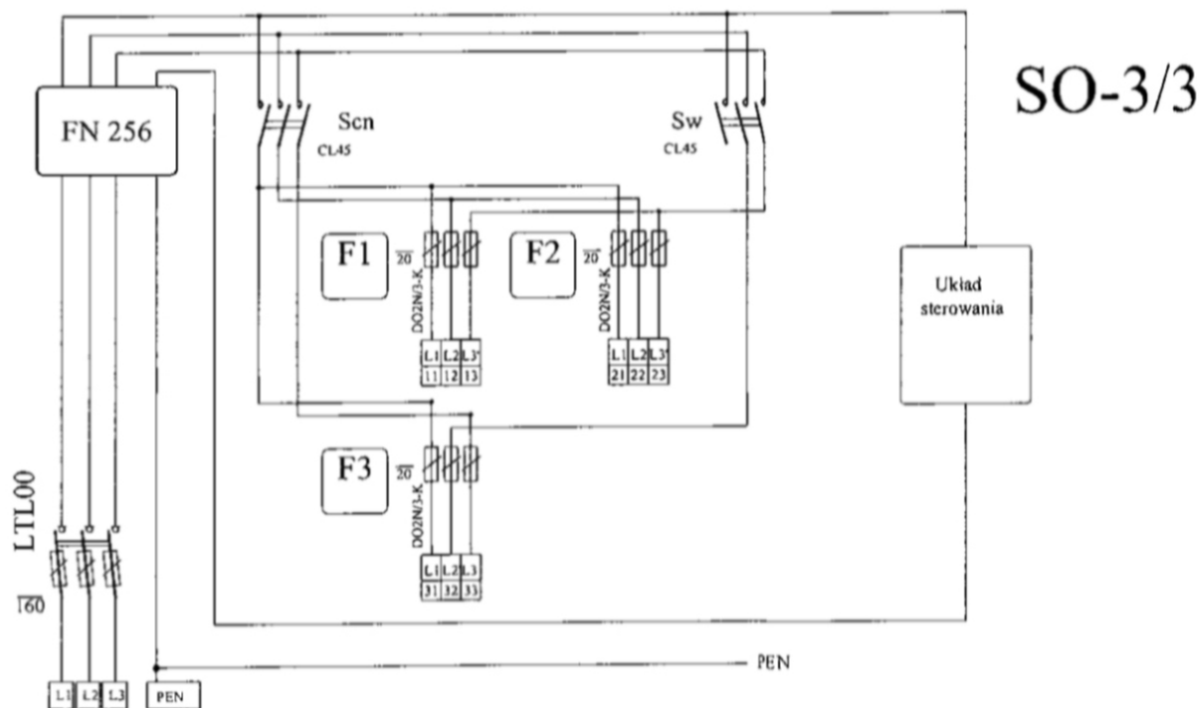 SO-3/3
FN 256
Scn
CL45
Sw
CL45
F1
20
DO2N/3-K
F2
20
DO2N/3-K
Układ
sterowania
L1 L2 L3'
11 12 13
L1 L2 L3'
21 22 23
F3
20
DO2N/3-K
LTL00
160
L1 L2 L3
31 32 33
PEN
L1 L2 L3
PEN